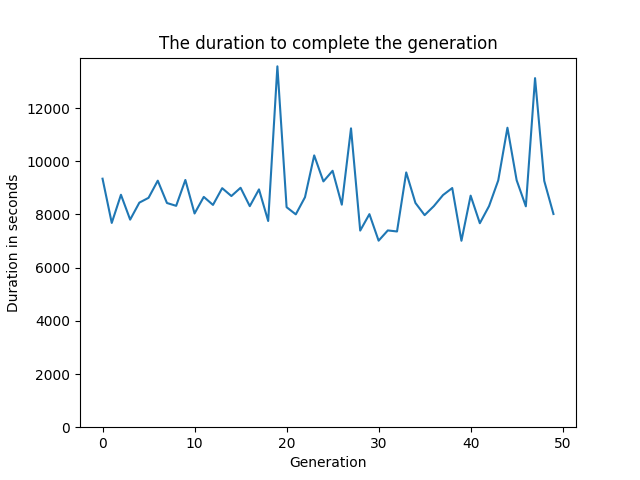 The duration to complete the generation
12000
10000
8000
6000
4000
2000
0
Duration in seconds
0 10 20 30 40 50
Generation